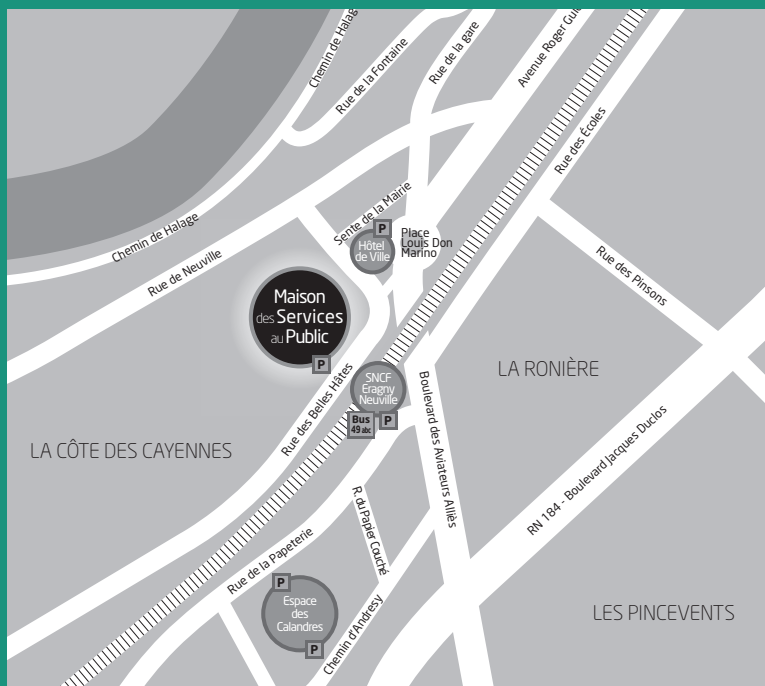 Chemin de Halage
Rue de la Fontaine
Rue de la gare
Avenue Roger
Rue des Écoles
Sente de la Mairie
P
Hôtel
de Ville
Place
Louis Don
Marino
Chemin de Halage
Rue de Neuville
Rue des Pinsons
Maison
des Services
au Public
P
SNCF
Eragny
Neuville
Bus
49 abc
P
LA RONIÈRE
Rue des Belles Hâtes
Boulevard des Aviateurs Alliès
LA CÔTE DES CAYENNES
RN 184 - Boulevard Jacques Duclos
R. du Papier Couché
Rue de la Papeterie
P
Espace
des
Calandres
P
Chemin d'Andresy
LES PINCEVENTS